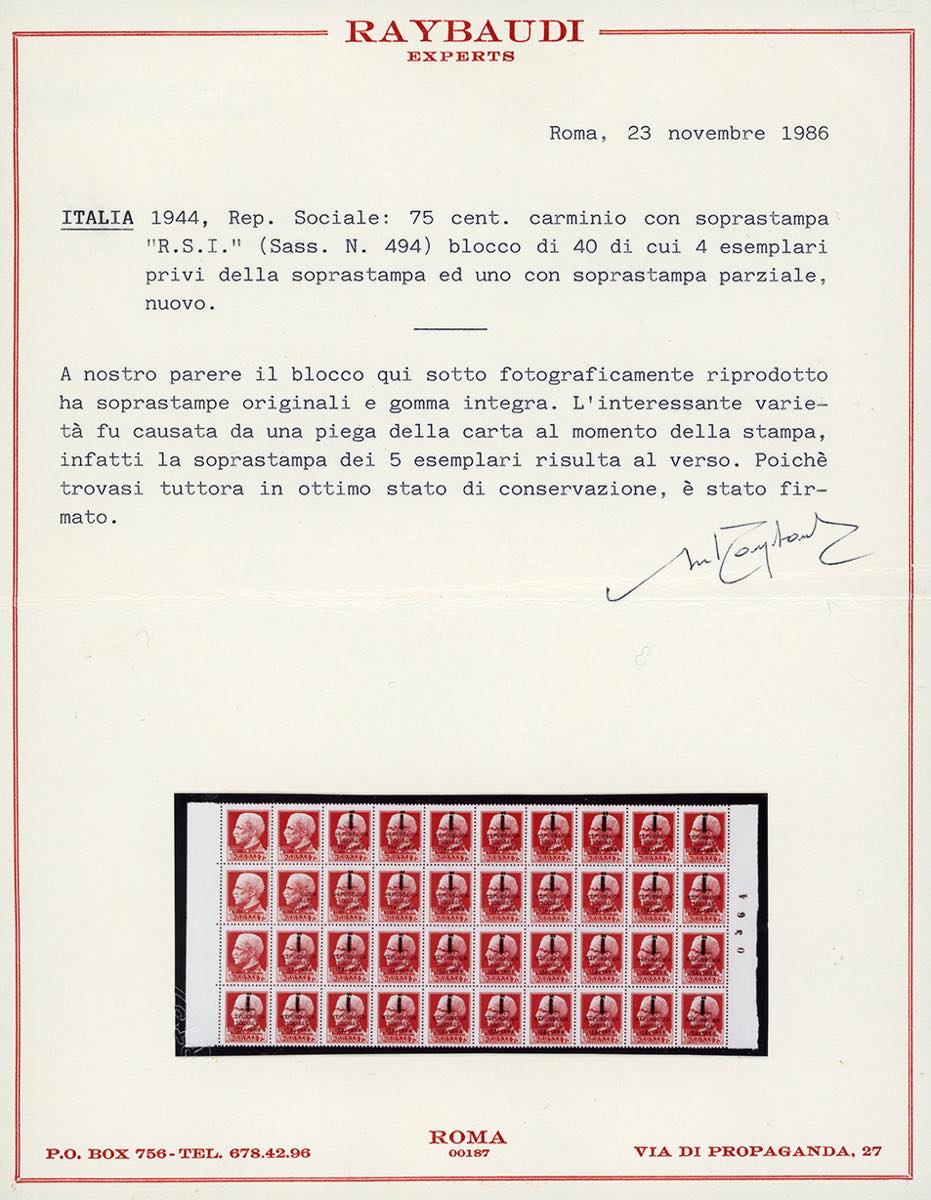 RAYBAUDI
EXPERTS
Roma, 23 novembre 1986
ITALIA 1944, Rep. Sociale: 75 cent. carminio con soprastampa
"R.S.I." (Sass. N. 494) blocco di 40 di cui 4 esemplari
privi della soprastampa ed uno con soprastampa parziale,
nuovo.
A nostro parere il blocco qui sotto fotograficamente riprodotto
ha soprastampe originali e gomma integra. L'interessante varie-
tà fu causata da una piega della carta al momento della stampa,
infatti la soprastampa dei 5 esemplari risulta al verso. Poichè
trovasi tuttora in ottimo stato di conservazione, è stato fir-
mato.
ROMA
00187
P.O. BOX 756-TEL. 678.42.96
VIA DI PROPAGANDA, 27